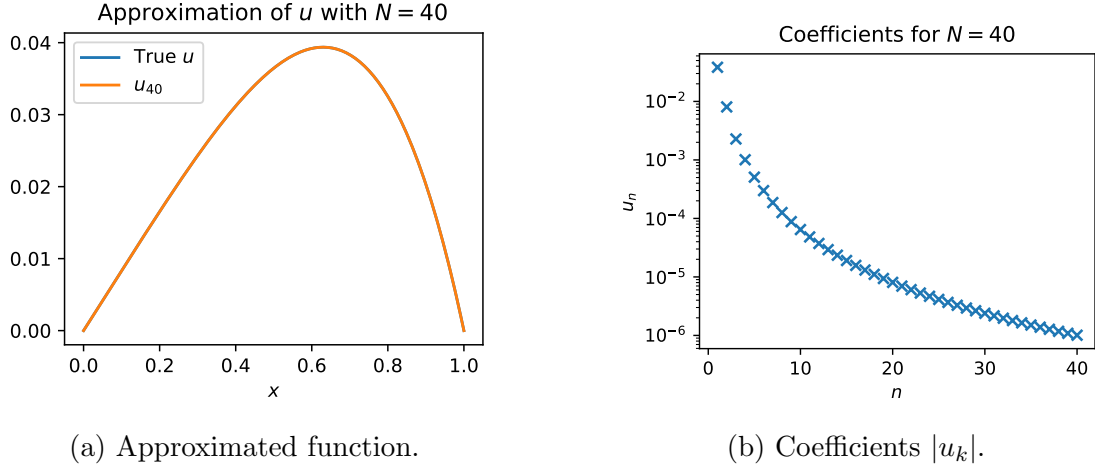 Approximation of u with N = 40
0.04
0.03
0.02
0.01
0.00
True u
u₄₀
0.0 0.2 0.4 0.6 0.8 1.0
x
(a) Approximated function.
Coefficients for N = 40
10⁻²
10⁻³
10⁻⁴
10⁻⁵
10⁻⁶
uₙ
0 10 20 30 40
n
(b) Coefficients |uₖ|.